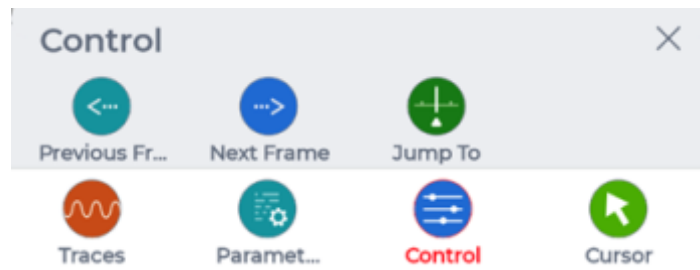 Control
Previous Fr... Next Frame Jump To
Traces Paramet... Control Cursor